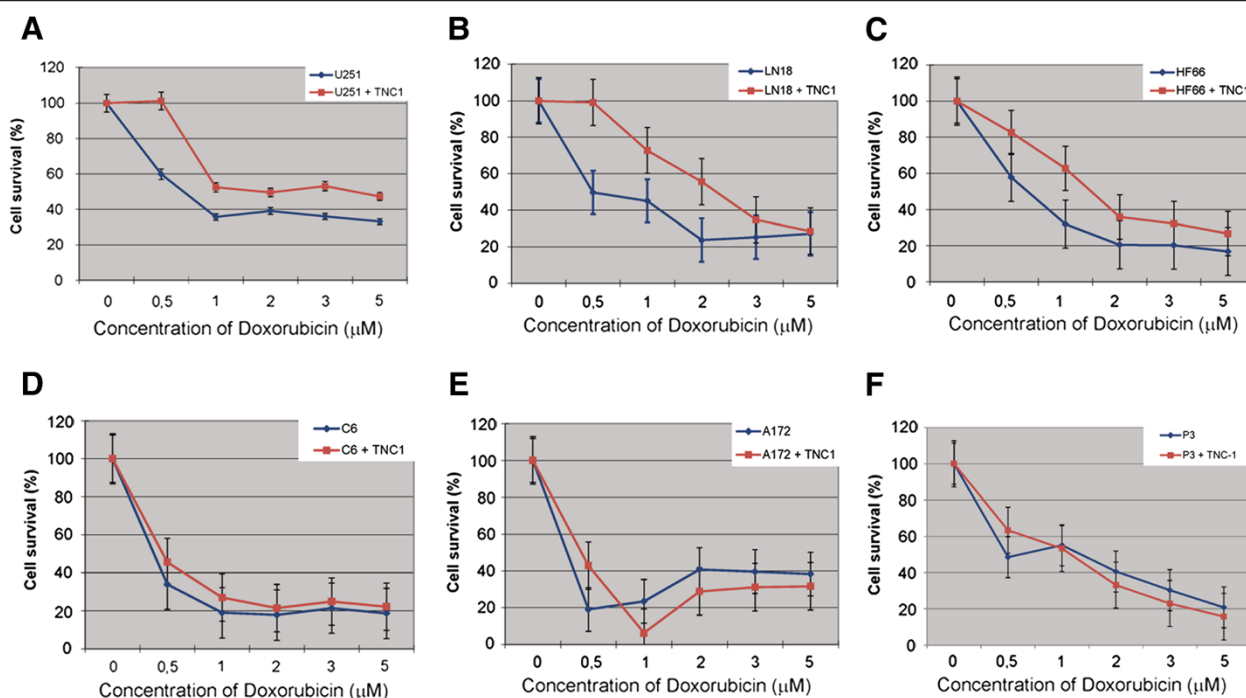 A
U251
U251 + TNC1
120
100
80
60
40
20
0
Cell survival (%)
0 0,5 1 2 3 5
Concentration of Doxorubicin (μM)
B
LN18
LN18 + TNC1
120
100
80
60
40
20
0
Cell survival (%)
0 0,5 1 2 3 5
Concentration of Doxorubicin (μM)
C
HF66
HF66 + TNC1
120
100
80
60
40
20
0
Cell survival (%)
0 0,5 1 2 3 5
Concentration of Doxorubicin (μM)
D
C6
C6 + TNC1
120
100
80
60
40
20
0
Cell survival (%)
0 0,5 1 2 3 5
Concentration of Doxorubicin (μM)
E
A172
A172 + TNC1
120
100
80
60
40
20
0
Cell survival (%)
0 0,5 1 2 3 5
Concentration of Doxorubicin (μM)
F
P3
P3 + TNC-1
120
100
80
60
40
20
0
Cell survival (%)
0 0,5 1 2 3 5
Concentration of Doxorubicin (μM)